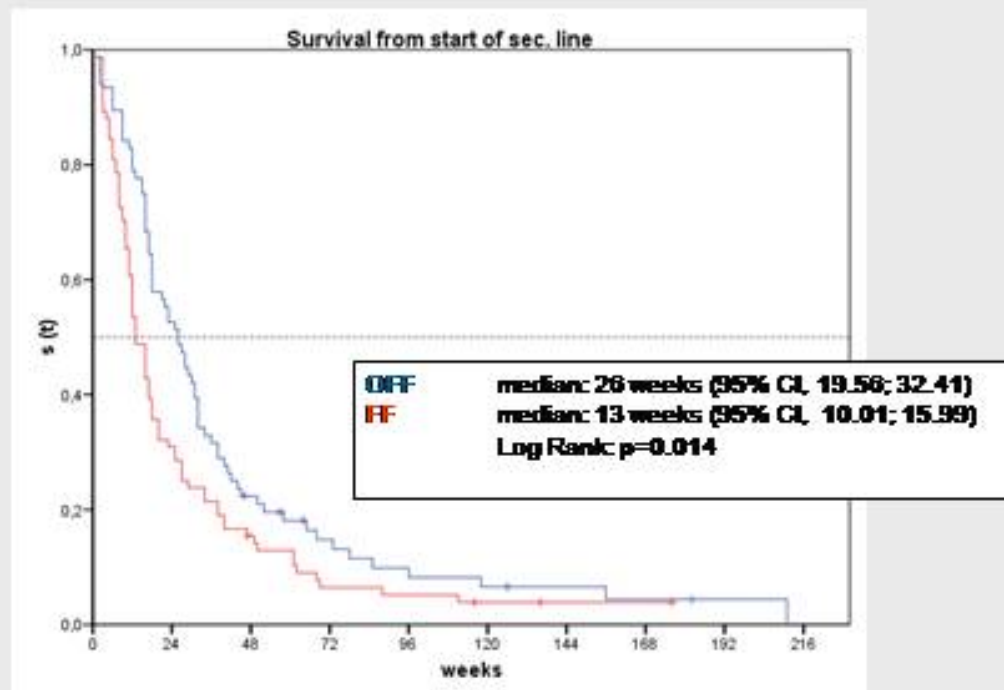 Survival from start of sec. line
1,0
0,8
0,6
s (t)
0,4
OFF median: 26 weeks (95% CI, 19.56; 32.41)
FF median: 13 weeks (95% CI, 10.01; 15.99)
Log Rank: p=0.014
0,2
0,0
0 24 48 72 96 120 144 168 192 216
weeks